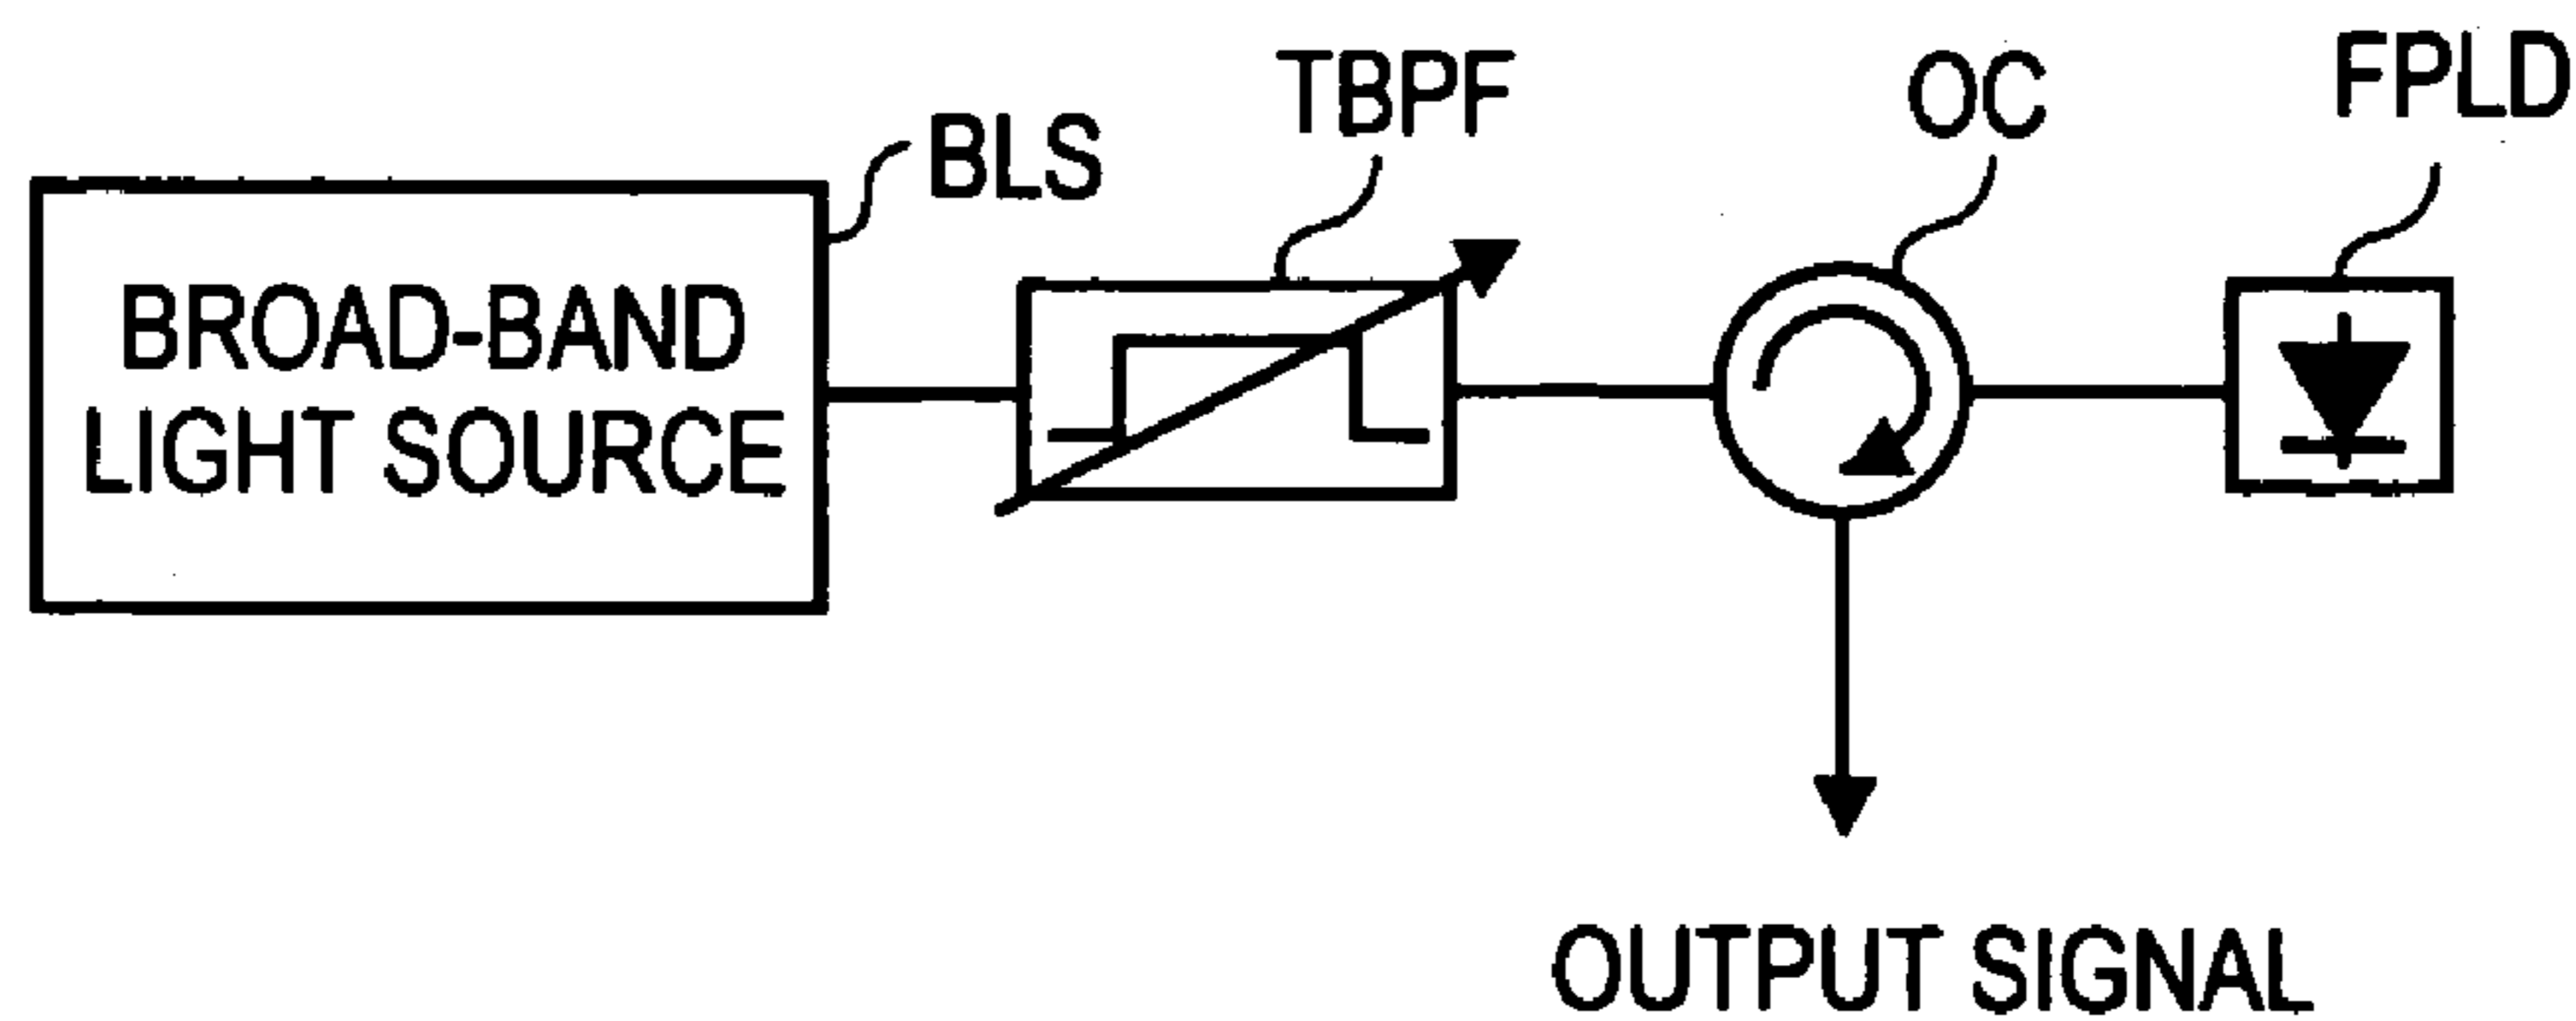 BLS
TBPF
OC
FPLD
BROAD-BAND
LIGHT SOURCE
OUTPUT SIGNAL